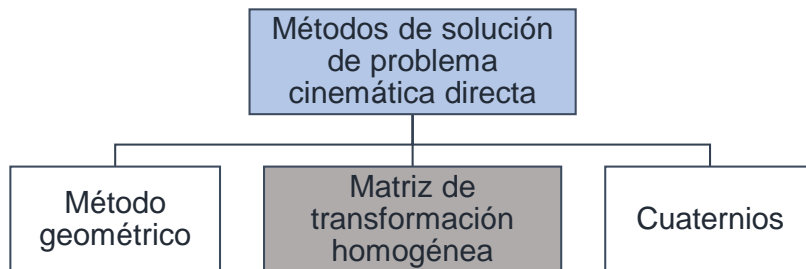 Métodos de solución
de problema
cinemática directa
Método
geométrico
Matriz de
transformación
homogénea
Cuaternios